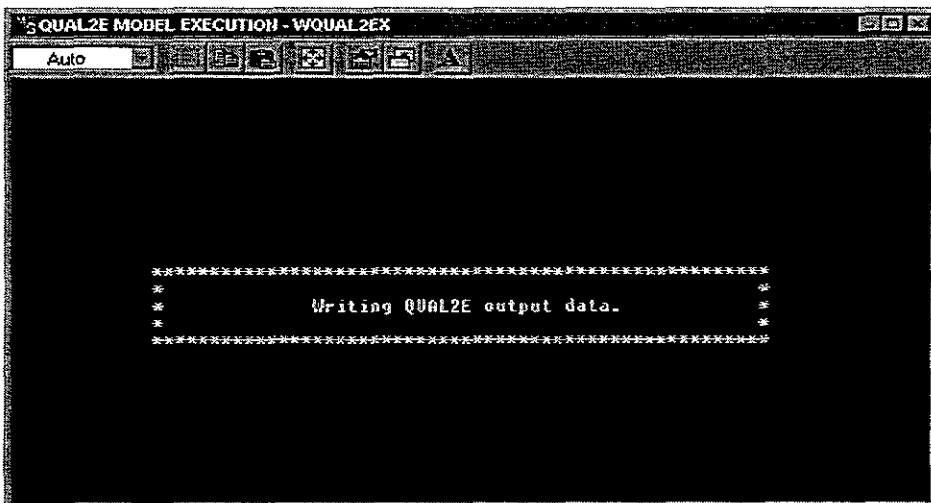 QUAL2E MODEL EXECUTION - WQUAL2EX
Auto
A
Writing QUAL2E output data.